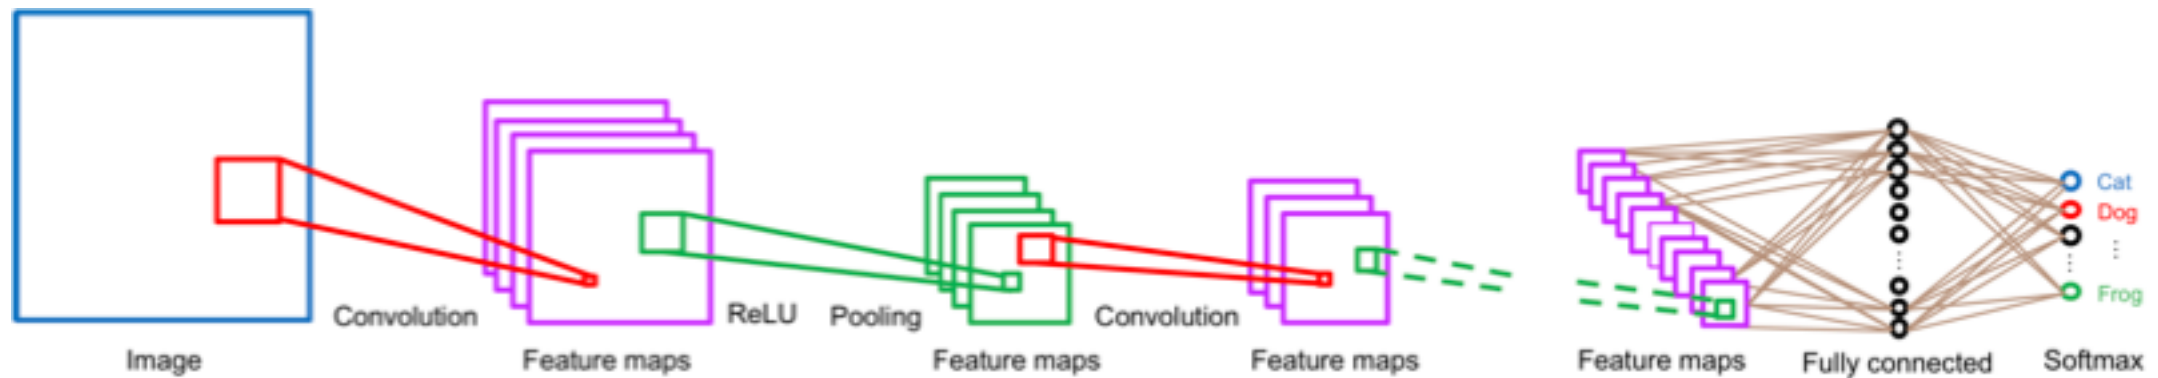 Convolution
ReLU
Pooling
Convolution
Cat
Dog
⋮
Frog
Image
Feature maps
Feature maps
Feature maps
Feature maps
Fully connected
Softmax